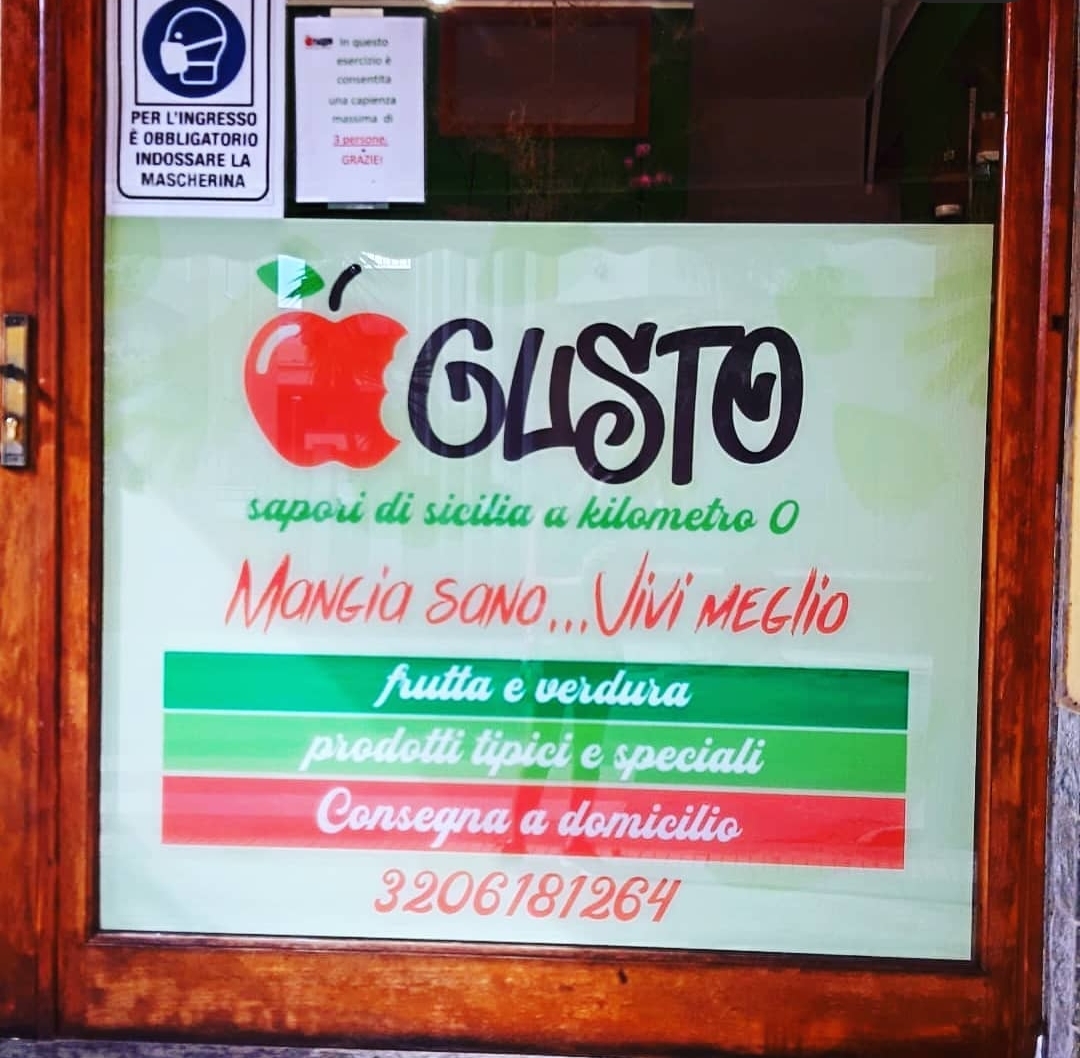 PER L'INGRESSO
È OBBLIGATORIO
INDOSSARE LA
MASCHERINA
In questo
esercizio è
consentita
una capienza
massima di
3 persone.
GRAZIE!
GUSTO
sapori di sicilia a kilometro 0
Mangia sano...Vivi meglio
frutta e verdura
prodotti tipici e speciali
Consegna a domicilio
3206181264